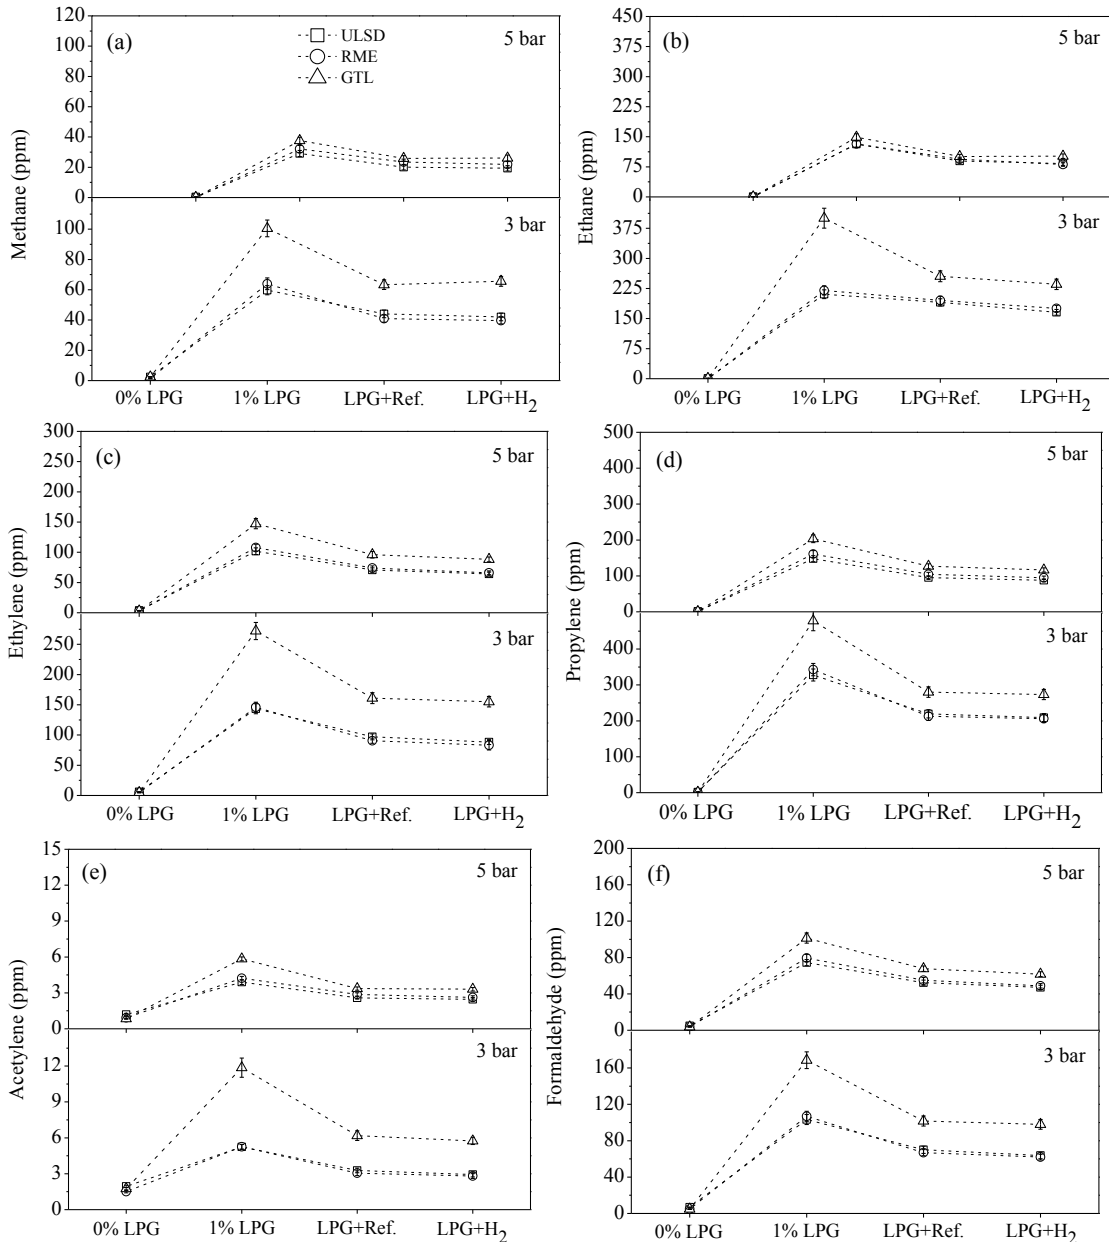 (a)
ULSD
RME
GTL
5 bar
120
100
80
60
40
20
0
3 bar
100
80
60
40
20
0
Methane (ppm)
0% LPG 1% LPG LPG+Ref. LPG+H2
(b)
5 bar
450
375
300
225
150
75
0
3 bar
375
300
225
150
75
0
Ethane (ppm)
0% LPG 1% LPG LPG+Ref. LPG+H2
(c)
5 bar
300
250
200
150
100
50
0
3 bar
250
200
150
100
50
0
Ethylene (ppm)
0% LPG 1% LPG LPG+Ref. LPG+H2
(d)
5 bar
500
400
300
200
100
0
3 bar
400
300
200
100
0
Propylene (ppm)
0% LPG 1% LPG LPG+Ref. LPG+H2
(e)
5 bar
15
12
9
6
3
0
3 bar
12
9
6
3
0
Acetylene (ppm)
0% LPG 1% LPG LPG+Ref. LPG+H2
(f)
5 bar
200
160
120
80
40
0
3 bar
160
120
80
40
0
Formaldehyde (ppm)
0% LPG 1% LPG LPG+Ref. LPG+H2